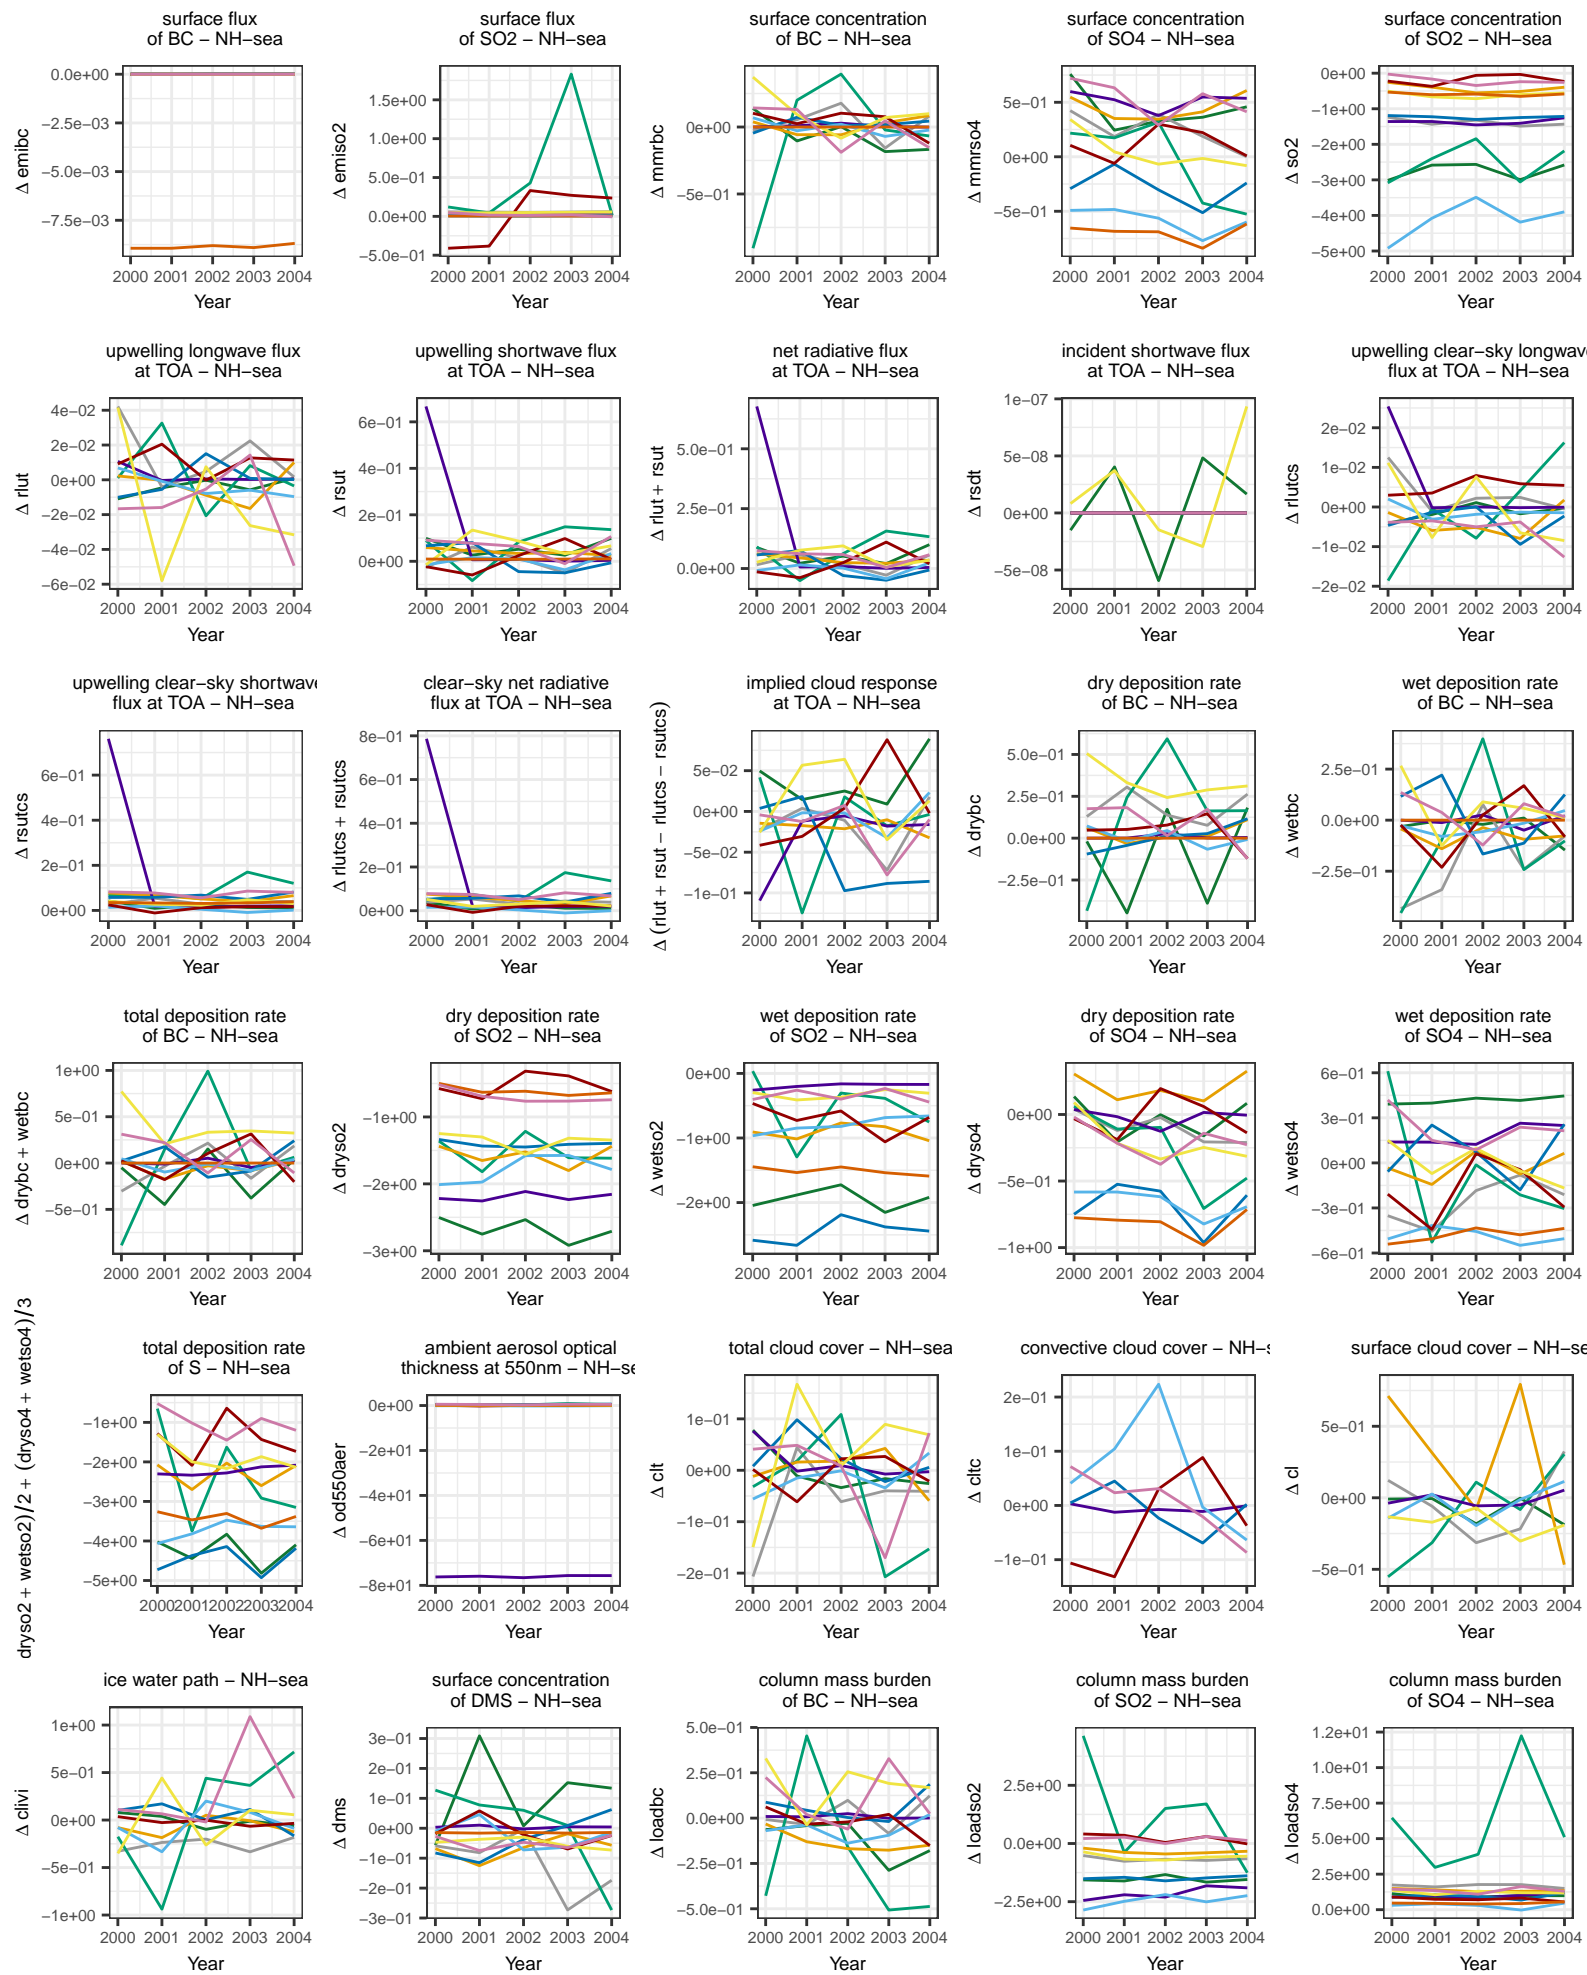 surface flux
of BC − NH−sea
Δ emibc
0.0e+00
−2.5e−03
−5.0e−03
−7.5e−03
2000 2001 2002 2003 2004
Year
surface flux
of SO2 − NH−sea
Δ emiso2
1.5e+00
1.0e+00
5.0e−01
0.0e+00
−5.0e−01
2000 2001 2002 2003 2004
Year
surface concentration
of BC − NH−sea
Δ mmrbc
0e+00
−5e−01
2000 2001 2002 2003 2004
Year
surface concentration
of SO4 − NH−sea
Δ mmrso4
5e−01
0e+00
−5e−01
2000 2001 2002 2003 2004
Year
surface concentration
of SO2 − NH−sea
Δ so2
0e+00
−1e+00
−2e+00
−3e+00
−4e+00
−5e+00
2000 2001 2002 2003 2004
Year
upwelling longwave flux
at TOA − NH−sea
Δ rlut
4e−02
2e−02
0e+00
−2e−02
−4e−02
−6e−02
2000 2001 2002 2003 2004
Year
upwelling shortwave flux
at TOA − NH−sea
Δ rsut
6e−01
4e−01
2e−01
0e+00
2000 2001 2002 2003 2004
Year
net radiative flux
at TOA − NH−sea
Δ rlut + rsut
5.0e−01
2.5e−01
0.0e+00
2000 2001 2002 2003 2004
Year
incident shortwave flux
at TOA − NH−sea
Δ rsdt
1e−07
5e−08
0e+00
−5e−08
2000 2001 2002 2003 2004
Year
upwelling clear−sky longwave
flux at TOA − NH−sea
Δ rlutcs
2e−02
1e−02
0e+00
−1e−02
−2e−02
2000 2001 2002 2003 2004
Year
upwelling clear−sky shortwave
flux at TOA − NH−sea
Δ rsutcs
6e−01
4e−01
2e−01
0e+00
2000 2001 2002 2003 2004
Year
clear−sky net radiative
flux at TOA − NH−sea
Δ rlutcs + rsutcs
8e−01
6e−01
4e−01
2e−01
0e+00
2000 2001 2002 2003 2004
Year
implied cloud response
at TOA − NH−sea
Δ (rlut + rsut − rlutcs − rsutcs)
5e−02
0e+00
−5e−02
−1e−01
2000 2001 2002 2003 2004
Year
dry deposition rate
of BC − NH−sea
Δ drybc
5.0e−01
2.5e−01
0.0e+00
−2.5e−01
2000 2001 2002 2003 2004
Year
wet deposition rate
of BC − NH−sea
Δ wetbc
2.5e−01
0.0e+00
−2.5e−01
2000 2001 2002 2003 2004
Year
total deposition rate
of BC − NH−sea
Δ drybc + wetbc
1e+00
5e−01
0e+00
−5e−01
2000 2001 2002 2003 2004
Year
dry deposition rate
of SO2 − NH−sea
Δ dryso2
−1e+00
−2e+00
−3e+00
2000 2001 2002 2003 2004
Year
wet deposition rate
of SO2 − NH−sea
Δ wetso2
0e+00
−1e+00
−2e+00
2000 2001 2002 2003 2004
Year
dry deposition rate
of SO4 − NH−sea
Δ dryso4
0e+00
−5e−01
−1e+00
2000 2001 2002 2003 2004
Year
wet deposition rate
of SO4 − NH−sea
Δ wetso4
6e−01
3e−01
0e+00
−3e−01
−6e−01
2000 2001 2002 2003 2004
Year
total deposition rate
of S − NH−sea
dryso2 + wetso2)/2 + (dryso4 + wetso4)/3
−1e+00
−2e+00
−3e+00
−4e+00
−5e+00
2000 2001 2002 2003 2004
Year
ambient aerosol optical
thickness at 550nm − NH−se
Δ od550aer
0e+00
−2e+01
−4e+01
−6e+01
−8e+01
2000 2001 2002 2003 2004
Year
total cloud cover − NH−sea
Δ clt
1e−01
0e+00
−1e−01
−2e−01
2000 2001 2002 2003 2004
Year
convective cloud cover − NH−s
Δ cltc
2e−01
1e−01
0e+00
−1e−01
2000 2001 2002 2003 2004
Year
surface cloud cover − NH−se
Δ cl
5e−01
0e+00
−5e−01
2000 2001 2002 2003 2004
Year
ice water path − NH−sea
Δ clivi
1e+00
5e−01
0e+00
−5e−01
−1e+00
2000 2001 2002 2003 2004
Year
surface concentration
of DMS − NH−sea
Δ dms
3e−01
2e−01
1e−01
0e+00
−1e−01
−2e−01
−3e−01
2000 2001 2002 2003 2004
Year
column mass burden
of BC − NH−sea
Δ loadbc
5.0e−01
2.5e−01
0.0e+00
−2.5e−01
−5.0e−01
2000 2001 2002 2003 2004
Year
column mass burden
of SO2 − NH−sea
Δ loadso2
2.5e+00
0.0e+00
−2.5e+00
2000 2001 2002 2003 2004
Year
column mass burden
of SO4 − NH−sea
Δ loadso4
1.2e+01
1.0e+01
7.5e+00
5.0e+00
2.5e+00
0.0e+00
2000 2001 2002 2003 2004
Year